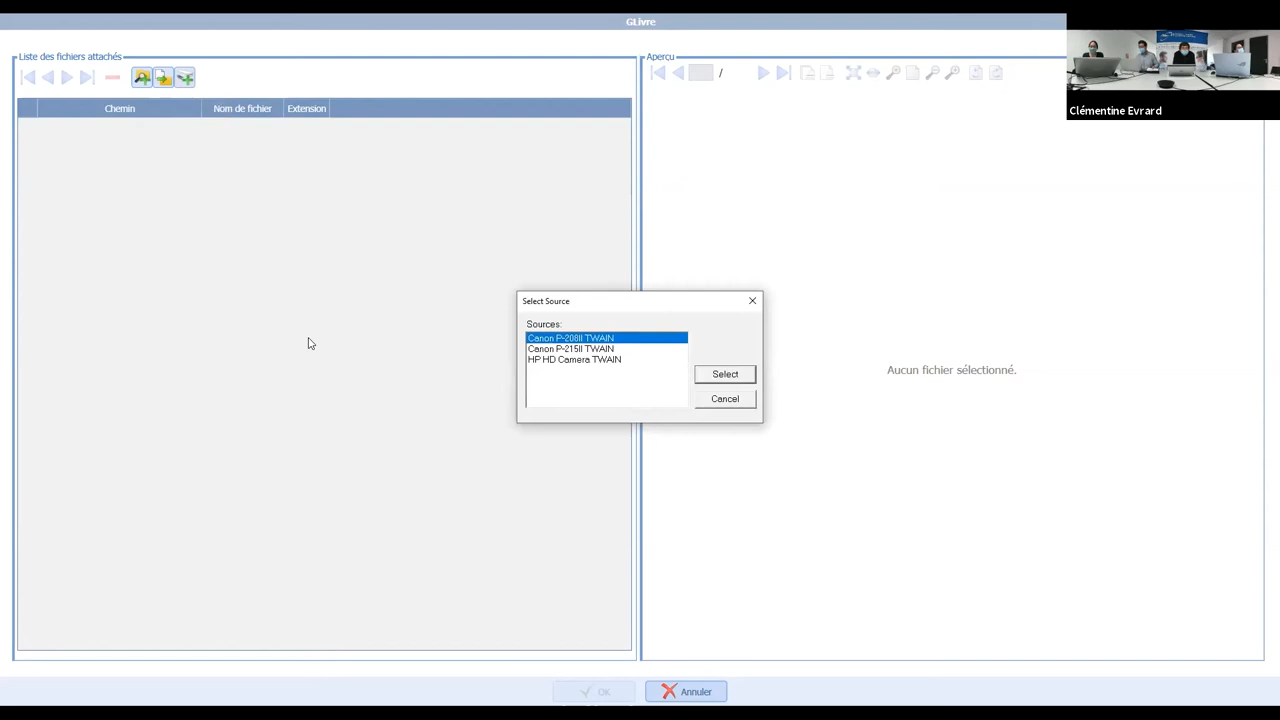 GLivre
Liste des fichiers attachés
Aperçu
/
Chemin
Nom de fichier
Extension
Clémentine Evrard
Select Source
Sources:
Canon P-208II TWAIN
Canon P-215II TWAIN
HP HD Camera TWAIN
Select
Cancel
Aucun fichier sélectionné.
OK
Annuler